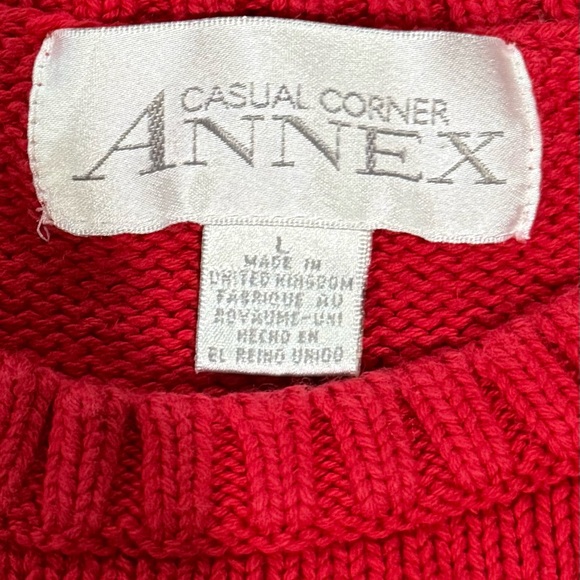 CASUAL CORNER
ANNEX
L
MADE IN
UNITED KINGDOM
FABRIQUE AU
ROYAUME-UNI
HECHO EN
EL REINO UNIDO